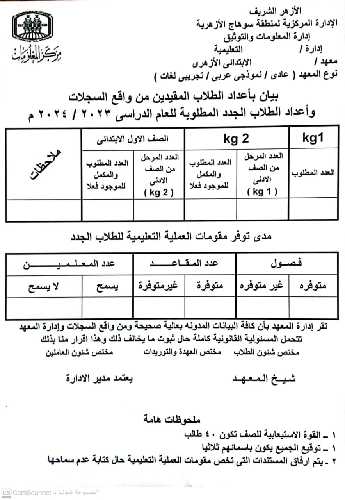 الأزهر الشريف
الإدارة المركزية لمنطقة سوهاج الأزهرية
إدارة المعلومات والتوثيق
إدارة / التعليمية
معهد / الابتدائى الأزهرى
نوع المعهد ( عادى / نموذجى عربى / تجريبى لغات )
مركز المعلومات
بيان بأعداد الطلاب المقيدين من واقع السجلات
وأعداد الطلاب الجدد المطلوبة للعام الدراسى ٢٠٢٣ / ٢٠٢٤ م
kg1 kg 2 الصف الاول الابتدائى ملاحظات
العدد المطلوب
العدد المرحل من الصف الادنى ( kg 1 )
العدد المطلوب والمكمل للموجود فعلا
العدد المرحل من الصف الادنى ( kg 2 )
العدد المطلوب والمكمل للموجود فعلا
مدى توفر مقومات العملية التعليمية للطلاب الجدد
فصول عدد المقاعد عدد المعلمين
متوفره غير متوفره متوفرة غير متوفرة يسمح لا يسمح
تقر إدارة المعهد بأن كافة البيانات المدونه بعالية صحيحة ومن واقع السجلات وإدارة المعهد
تتحمل المسئولية القانونية كاملة حال ثبوت ما يخالف ذلك وهذا إقرار منا بذلك
مختص شئون الطلاب مختص العهدة والتوريدات مختص شئون العاملين
شيخ المعهد يعتمد مدير الادارة
ملحوظات هامة
١ – القوة الاستيعابية للصف تكون ٤٠ طالب
١ – توقيع الجميع يكون باسمائهم ثلاثيا
٢ – يتم ارفاق المستندات التى تخص مقومات العملية التعليمية حال كتابة عدم سماحها